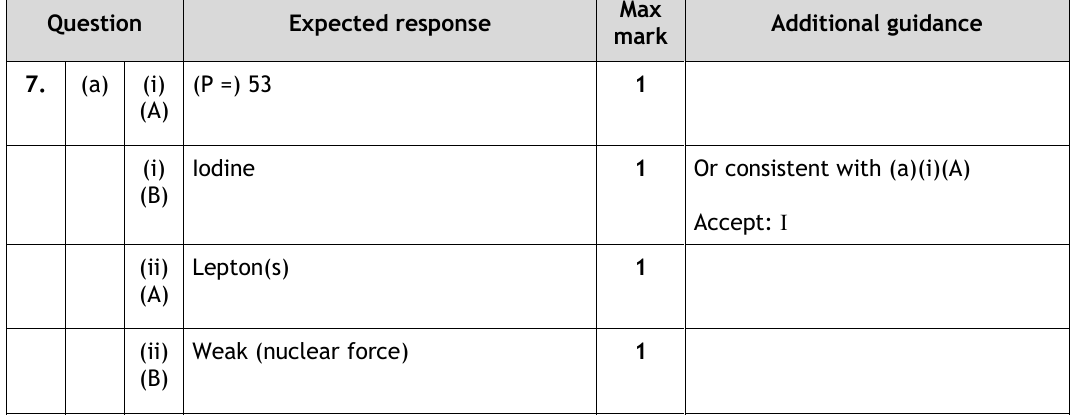 Question Expected response Max mark Additional guidance
7. (a) (i) (A) (P =) 53 1
(i) (B) Iodine 1 Or consistent with (a)(i)(A)
Accept: I
(ii) (A) Lepton(s) 1
(ii) (B) Weak (nuclear force) 1